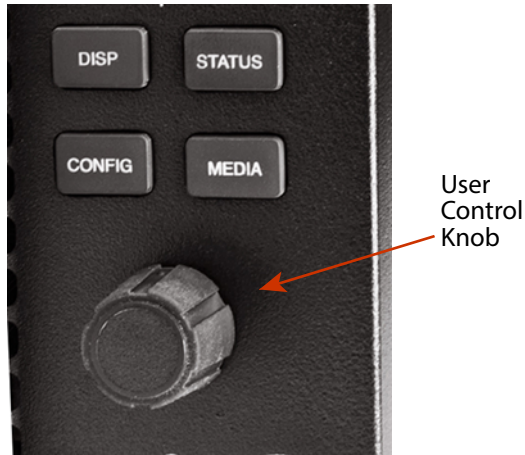 DISP
STATUS
CONFIG
MEDIA
User
Control
Knob